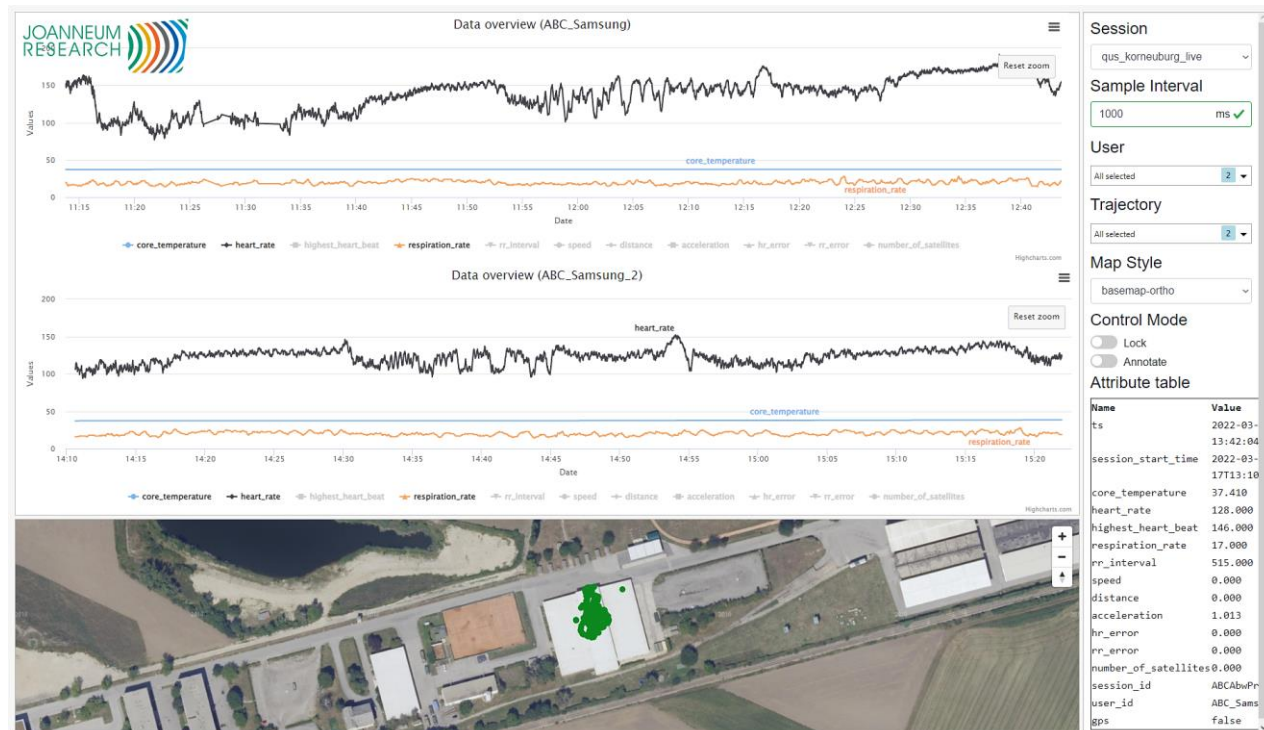 JOANNEUM
RESEARCH
Data overview (ABC_Samsung)
Reset zoom
200
150
100
50
0
Values
core_temperature
respiration_rate
11:15 11:20 11:25 11:30 11:35 11:40 11:45 11:50 11:55 12:00 12:05 12:10 12:15 12:20 12:25 12:30 12:35 12:40
Date
core_temperature heart_rate highest_heart_beat respiration_rate rr_interval speed distance acceleration hr_error rr_error number_of_satellites
Highcharts.com
Data overview (ABC_Samsung_2)
Reset zoom
200
150
100
50
0
Values
heart_rate
core_temperature
respiration_rate
14:10 14:15 14:20 14:25 14:30 14:35 14:40 14:45 14:50 14:55 15:00 15:05 15:10 15:15 15:20
Date
core_temperature heart_rate highest_heart_beat respiration_rate rr_interval speed distance acceleration hr_error rr_error number_of_satellites
Highcharts.com
+
−
Session
qus_korneuburg_live
Sample Interval
1000 ms
User
All selected 2
Trajectory
All selected 2
Map Style
basemap-ortho
Control Mode
Lock
Annotate
Attribute table
Name Value
ts 2022-03-
13:42:04
session_start_time 2022-03-
17T13:10
core_temperature 37.410
heart_rate 128.000
highest_heart_beat 146.000
respiration_rate 17.000
rr_interval 515.000
speed 0.000
distance 0.000
acceleration 1.013
hr_error 0.000
rr_error 0.000
number_of_satellites 0.000
session_id ABCAbwPr
user_id ABC_Sams
gps false